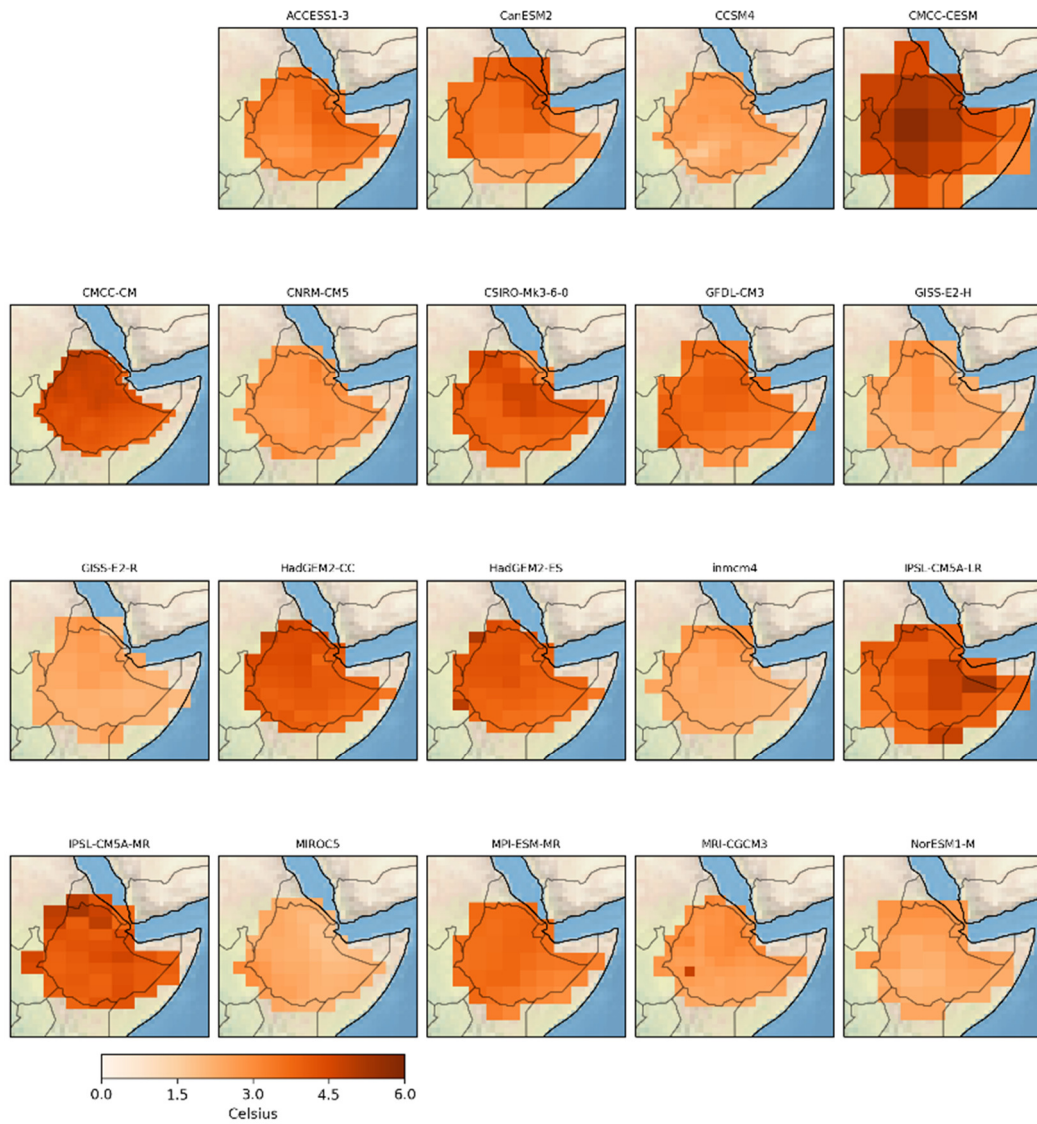 ACCESS1-3 CanESM2 CCSM4 CMCC-CESM
CMCC-CM CNRM-CM5 CSIRO-Mk3-6-0 GFDL-CM3 GISS-E2-H
GISS-E2-R HadGEM2-CC HadGEM2-ES inmcm4 IPSL-CM5A-LR
IPSL-CM5A-MR MIROC5 MPI-ESM-MR MRI-CGCM3 NorESM1-M
0.0 1.5 3.0 4.5 6.0
Celsius